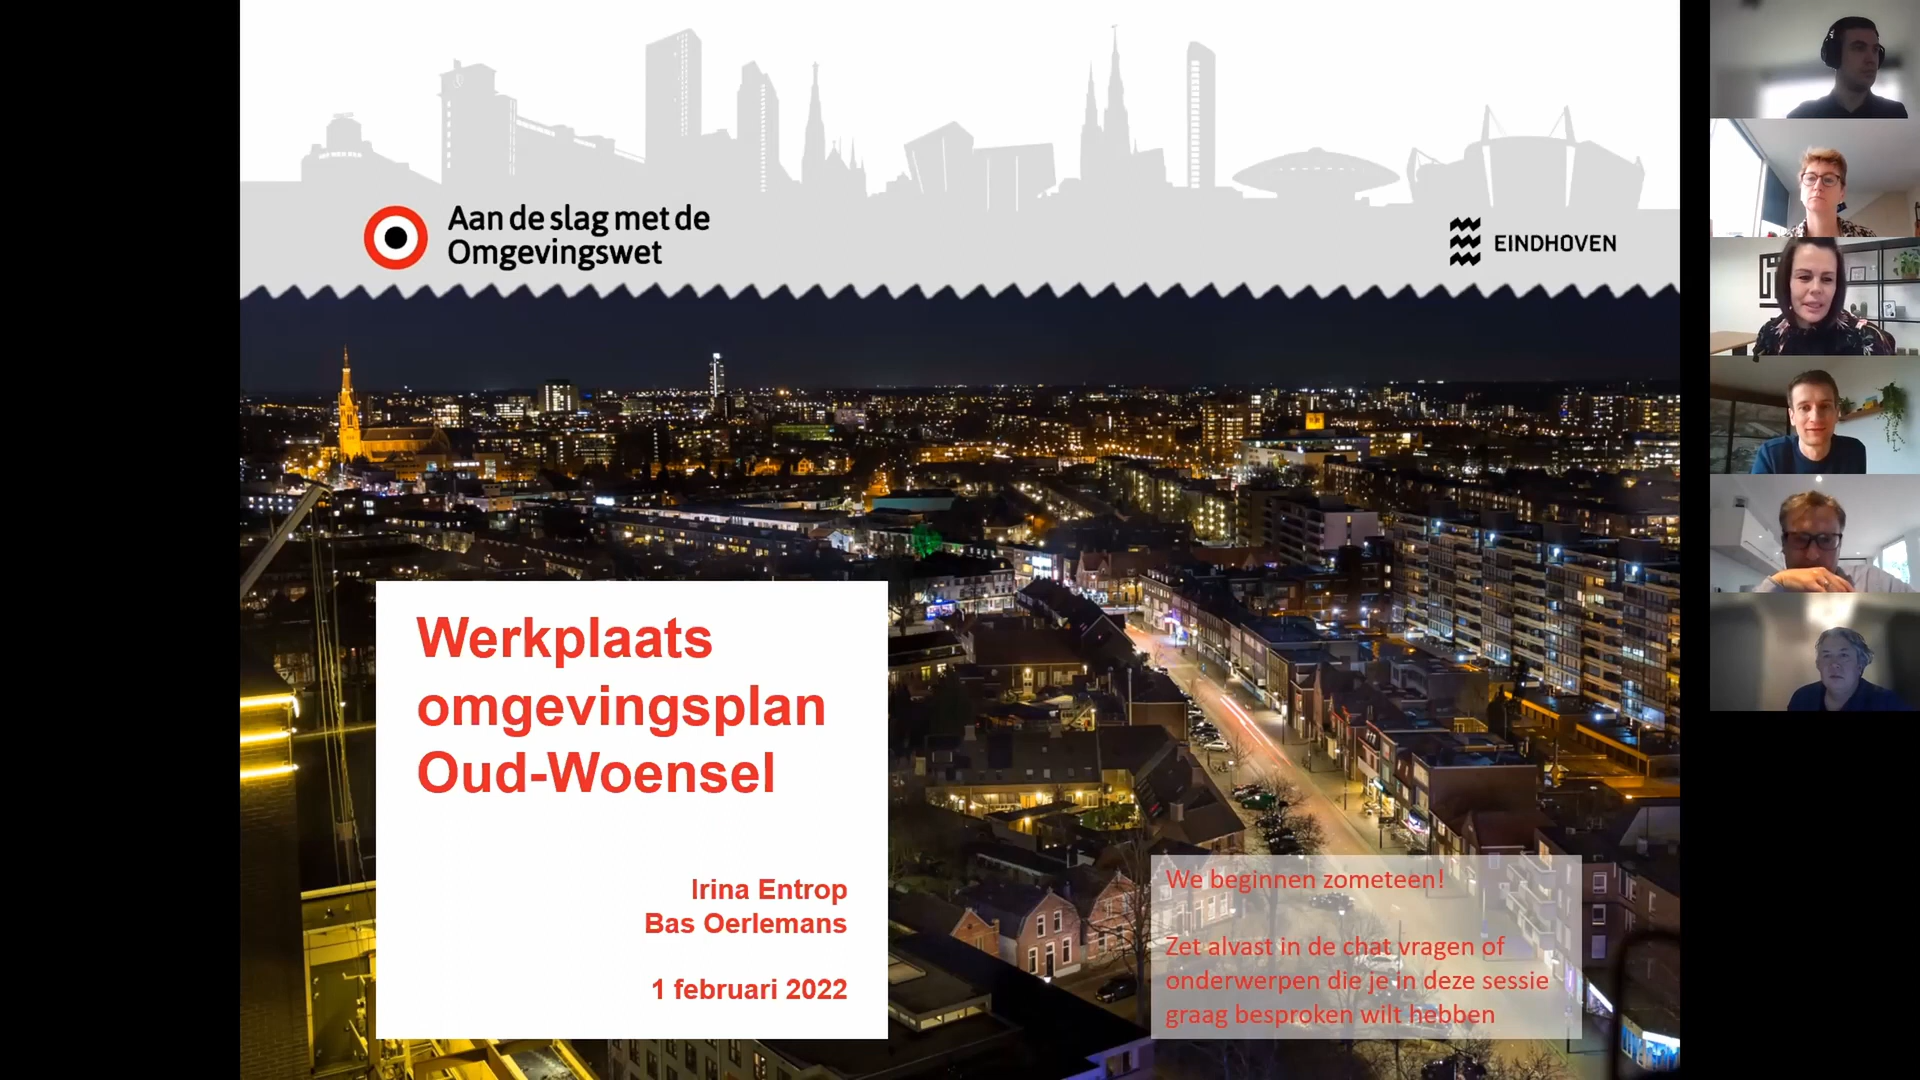 Aan de slag met de
Omgevingswet
EINDHOVEN
Werkplaats
omgevingsplan
Oud-Woensel
Irina Entrop
Bas Oerlemans
1 februari 2022
We beginnen zometeen!
Zet alvast in de chat vragen of
onderwerpen die je in deze sessie
graag besproken wilt hebben